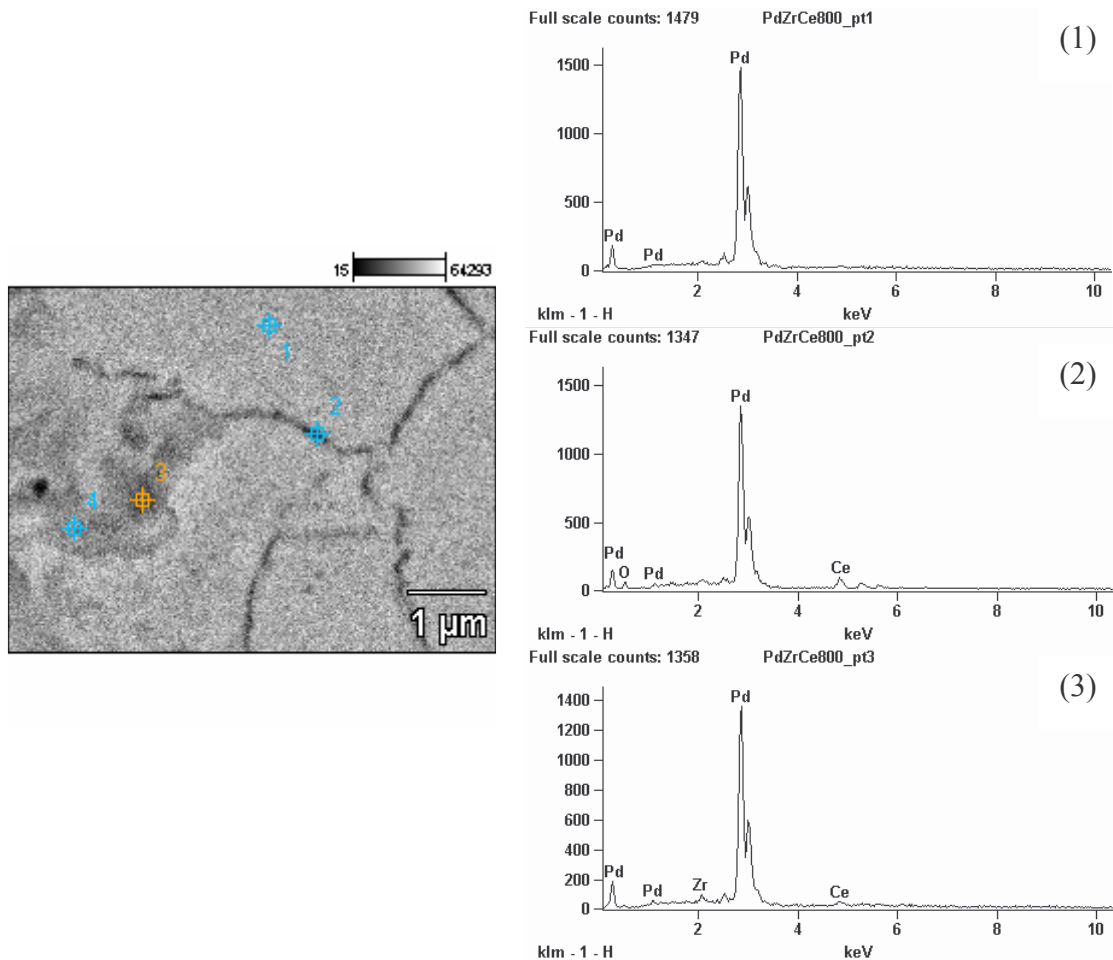 15 64293
1
2
3
4
1 µm
Full scale counts: 1479 PdZrCe800_pt1
(1)
1500
1000
500
0
Pd
Pd
Pd
2 4 6 8 10
klm - 1 - H keV
Full scale counts: 1347 PdZrCe800_pt2
(2)
1500
1000
500
0
Pd
Pd
O
Pd
Ce
2 4 6 8 10
klm - 1 - H keV
Full scale counts: 1358 PdZrCe800_pt3
(3)
1400
1200
1000
800
600
400
200
0
Pd
Pd
Pd
Zr
Ce
2 4 6 8 10
klm - 1 - H keV